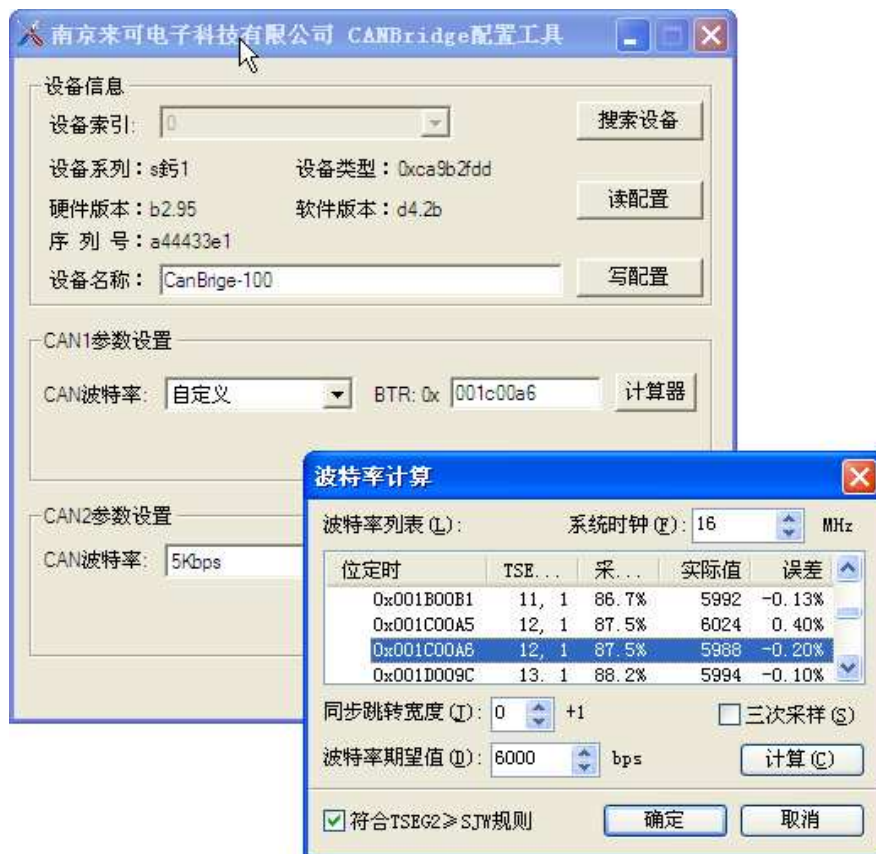 南京来可电子科技有限公司 CANBridge配置工具
设备信息
设备索引: 0
搜索设备
设备系列：s虧1 设备类型：0xca9b2fdd
读配置
硬件版本：b2.95 软件版本：d4.2b
序 列 号：a44433e1
设备名称： CanBrige-100
写配置
CAN1参数设置
CAN波特率: 自定义 BTR: 0x 001c00a6 计算器
CAN2参数设置
CAN波特率: 5Kbps
波特率计算
波特率列表(L): 系统时钟(F): 16 MHz
位定时 TSE... 采... 实际值 误差
0x001B00B1 11, 1 86.7% 5992 -0.13%
0x001C00A5 12, 1 87.5% 6024 0.40%
0x001C00A6 12, 1 87.5% 5988 -0.20%
0x001D009C 13. 1 88.2% 5994 -0.10%
同步跳转宽度(J): 0 +1 三次采样(S)
波特率期望值(D): 6000 bps 计算(C)
符合TSEG2≥SJW规则 确定 取消